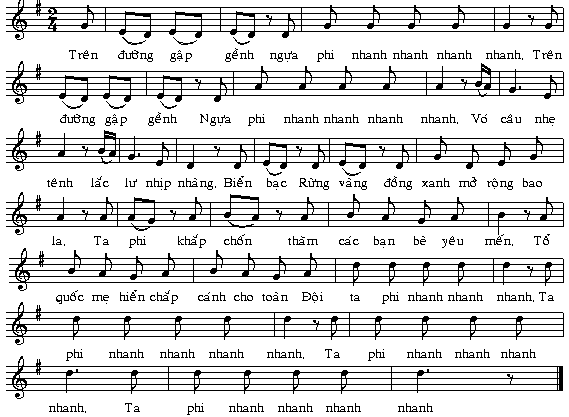 2
4
Trên đường gập gềnh ngựa phi nhanh nhanh nhanh nhanh, Trên
đường gập gềnh Ngựa phi nhanh nhanh nhanh nhanh, Vó câu nhẹ
tênh lắc lư nhịp nhàng, Biển bạc Rừng vàng đồng xanh mở rộng bao
la, Ta phi khắp chốn thăm các bạn bè yêu mến, Tổ
quốc mẹ hiền chắp cánh cho toàn Đội ta phi nhanh nhanh nhanh, Ta
phi nhanh nhanh nhanh nhanh, Ta phi nhanh nhanh nhanh
nhanh, Ta phi nhanh nhanh nhanh nhanh